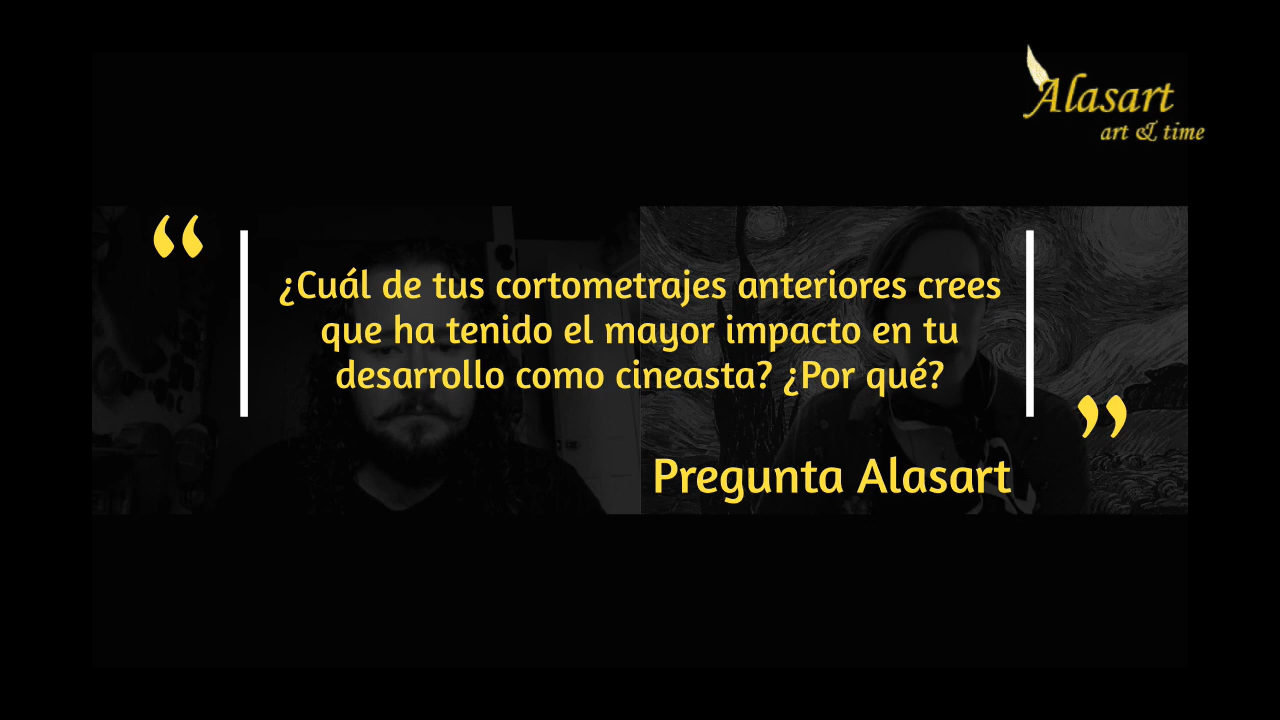 Alasart
art & time
“
¿Cuál de tus cortometrajes anteriores crees
que ha tenido el mayor impacto en tu
desarrollo como cineasta? ¿Por qué?
”
Pregunta Alasart